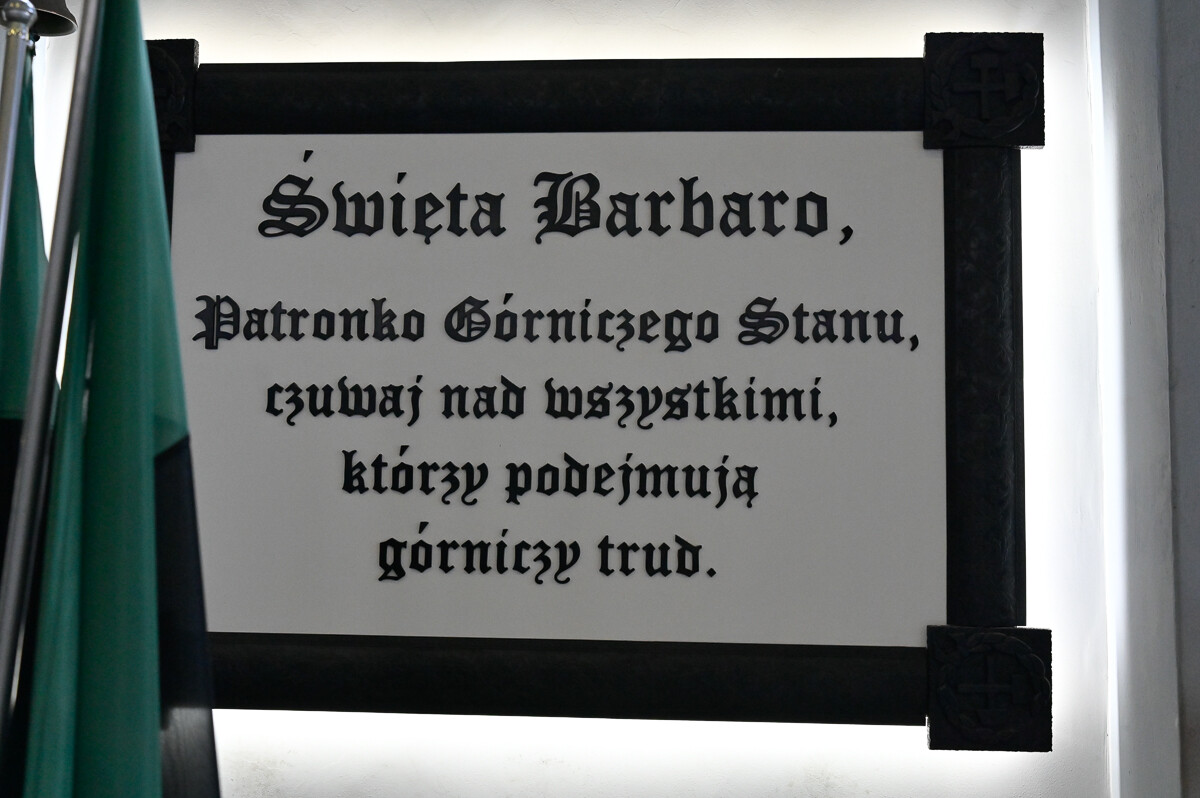 Święta Barbaro,
Patronko Górniczego Stanu,
czuwaj nad wszystkimi,
którzy podejmują
górniczy trud.